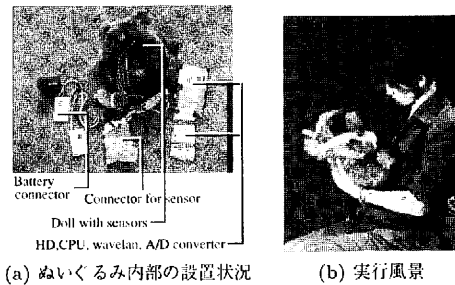 Battery
connector
Connector for sensor
Doll with sensors
HD,CPU, wavelan, A/D converter
(a) ぬいぐるみ内部の設置状況
(b) 実行風景